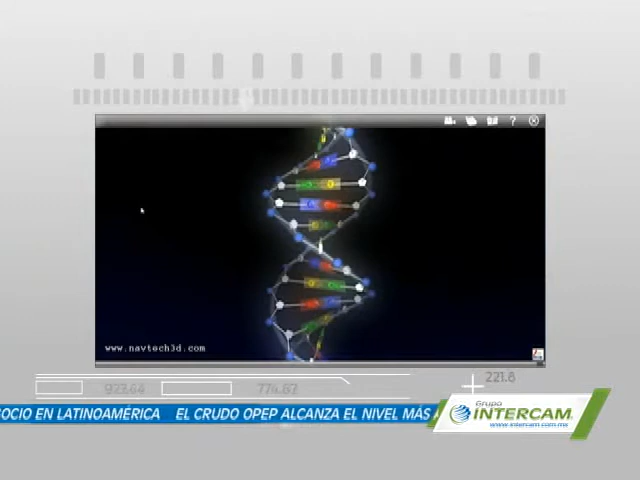 ?
www.navtech3d.com
923.64
774.62
221.8
OCIO EN LATINOAMÉRICA EL CRUDO OPEP ALCANZA EL NIVEL MÁS
Grupo
INTERCAM
www.intercam.com.mx